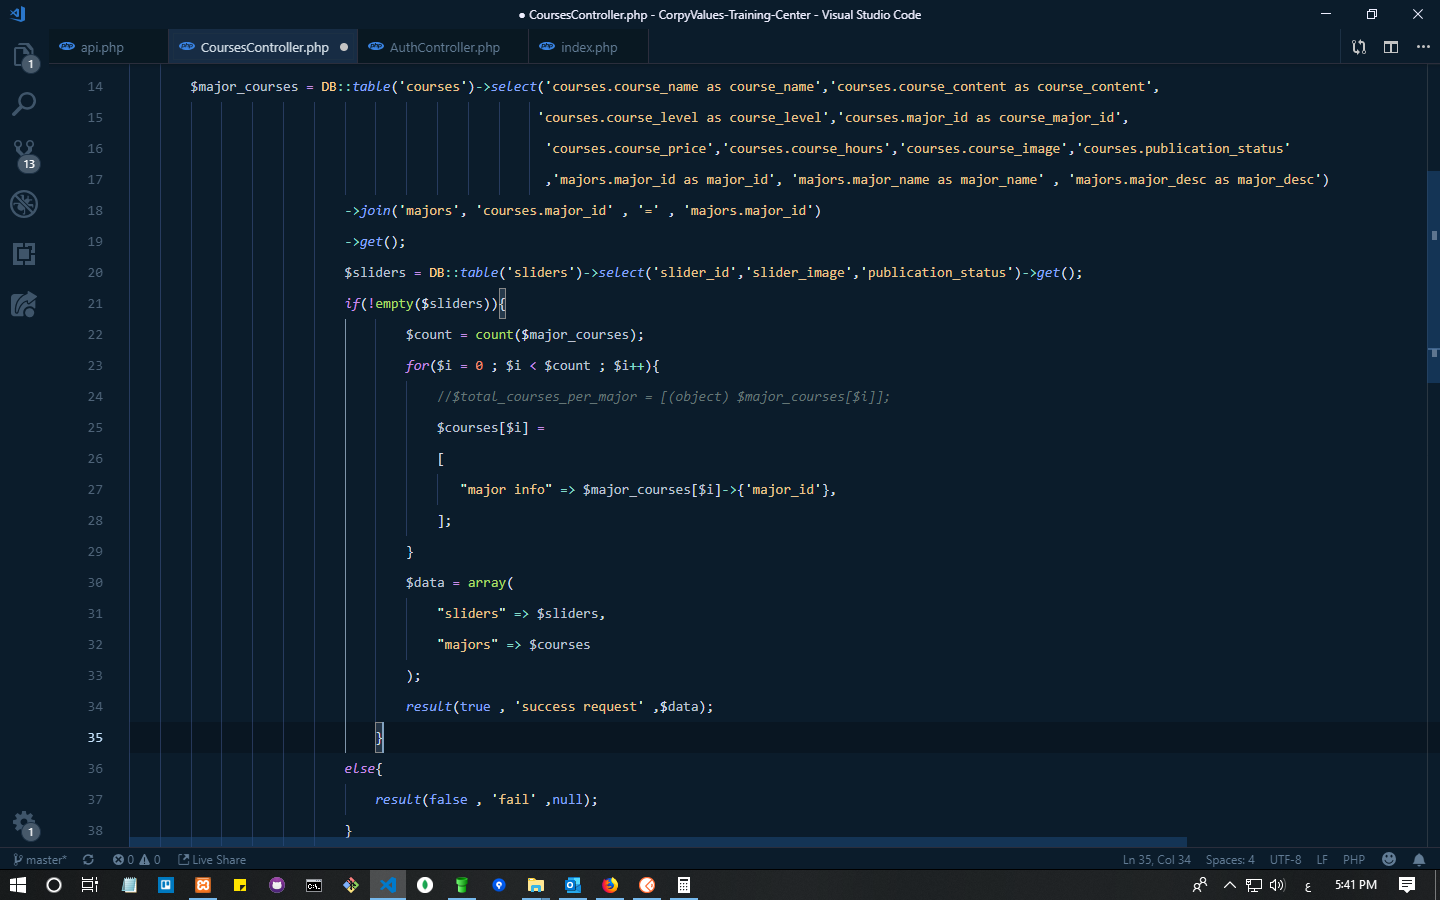 ● CoursesController.php - CorpyValues-Training-Center - Visual Studio Code
api.php
CoursesController.php ●
AuthController.php
index.php
1
13
14 $major_courses = DB::table('courses')->select('courses.course_name as course_name','courses.course_content as course_content',
15 'courses.course_level as course_level','courses.major_id as course_major_id',
16 'courses.course_price','courses.course_hours','courses.course_image','courses.publication_status'
17 ,'majors.major_id as major_id', 'majors.major_name as major_name' , 'majors.major_desc as major_desc')
18 ->join('majors', 'courses.major_id' , '=' , 'majors.major_id')
19 ->get();
20 $sliders = DB::table('sliders')->select('slider_id','slider_image','publication_status')->get();
21 if(!empty($sliders)){
22 $count = count($major_courses);
23 for($i = 0 ; $i < $count ; $i++){
24 //$total_courses_per_major = [(object) $major_courses[$i]];
25 $courses[$i] =
26 [
27 "major info" => $major_courses[$i]->{'major_id'},
28 ];
29 }
30 $data = array(
31 "sliders" => $sliders,
32 "majors" => $courses
33 );
34 result(true , 'success request' ,$data);
35 }
36 else{
37 result(false , 'fail' ,null);
38 }
1
master* 0 0 Live Share Ln 35, Col 34 Spaces: 4 UTF-8 LF PHP
ع 5:41 PM